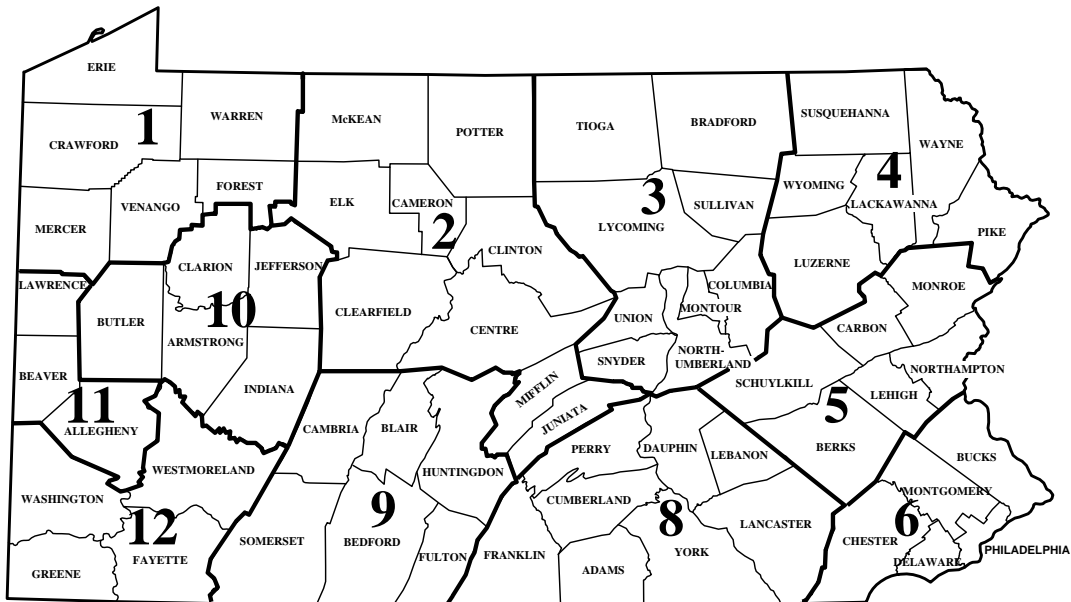 ERIE
CRAWFORD
1
WARREN
McKEAN
POTTER
TIOGA
BRADFORD
SUSQUEHANNA
WAYNE
MERCER
VENANGO
FOREST
ELK
CAMERON
2
CLINTON
LYCOMING
3
SULLIVAN
WYOMING
4
LACKAWANNA
PIKE
LUZERNE
LAWRENCE
BUTLER
CLARION
JEFFERSON
10
ARMSTRONG
INDIANA
CLEARFIELD
CENTRE
UNION
SNYDER
MONTOUR
COLUMBIA
NORTH-
UMBERLAND
MONROE
CARBON
NORTHAMPTON
SCHUYLKILL
5
LEHIGH
BERKS
BEAVER
11
ALLEGHENY
WASHINGTON
WESTMORELAND
12
FAYETTE
GREENE
CAMBRIA
BLAIR
HUNTINGDON
MIFFLIN
JUNIATA
PERRY
DAUPHIN
LEBANON
9
SOMERSET
BEDFORD
FULTON
FRANKLIN
CUMBERLAND
8
ADAMS
YORK
LANCASTER
BUCKS
MONTGOMERY
6
CHESTER
DELAWARE
PHILADELPHIA